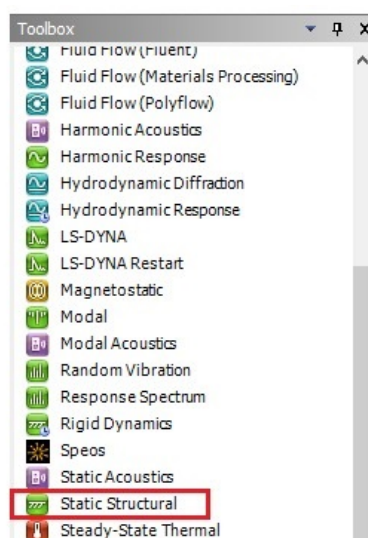 Toolbox
Fluid Flow (Fluent)
Fluid Flow (Materials Processing)
Fluid Flow (Polyflow)
Harmonic Acoustics
Harmonic Response
Hydrodynamic Diffraction
Hydrodynamic Response
LS-DYNA
LS-DYNA Restart
Magnetostatic
Modal
Modal Acoustics
Random Vibration
Response Spectrum
Rigid Dynamics
Speos
Static Acoustics
Static Structural
Steady-State Thermal